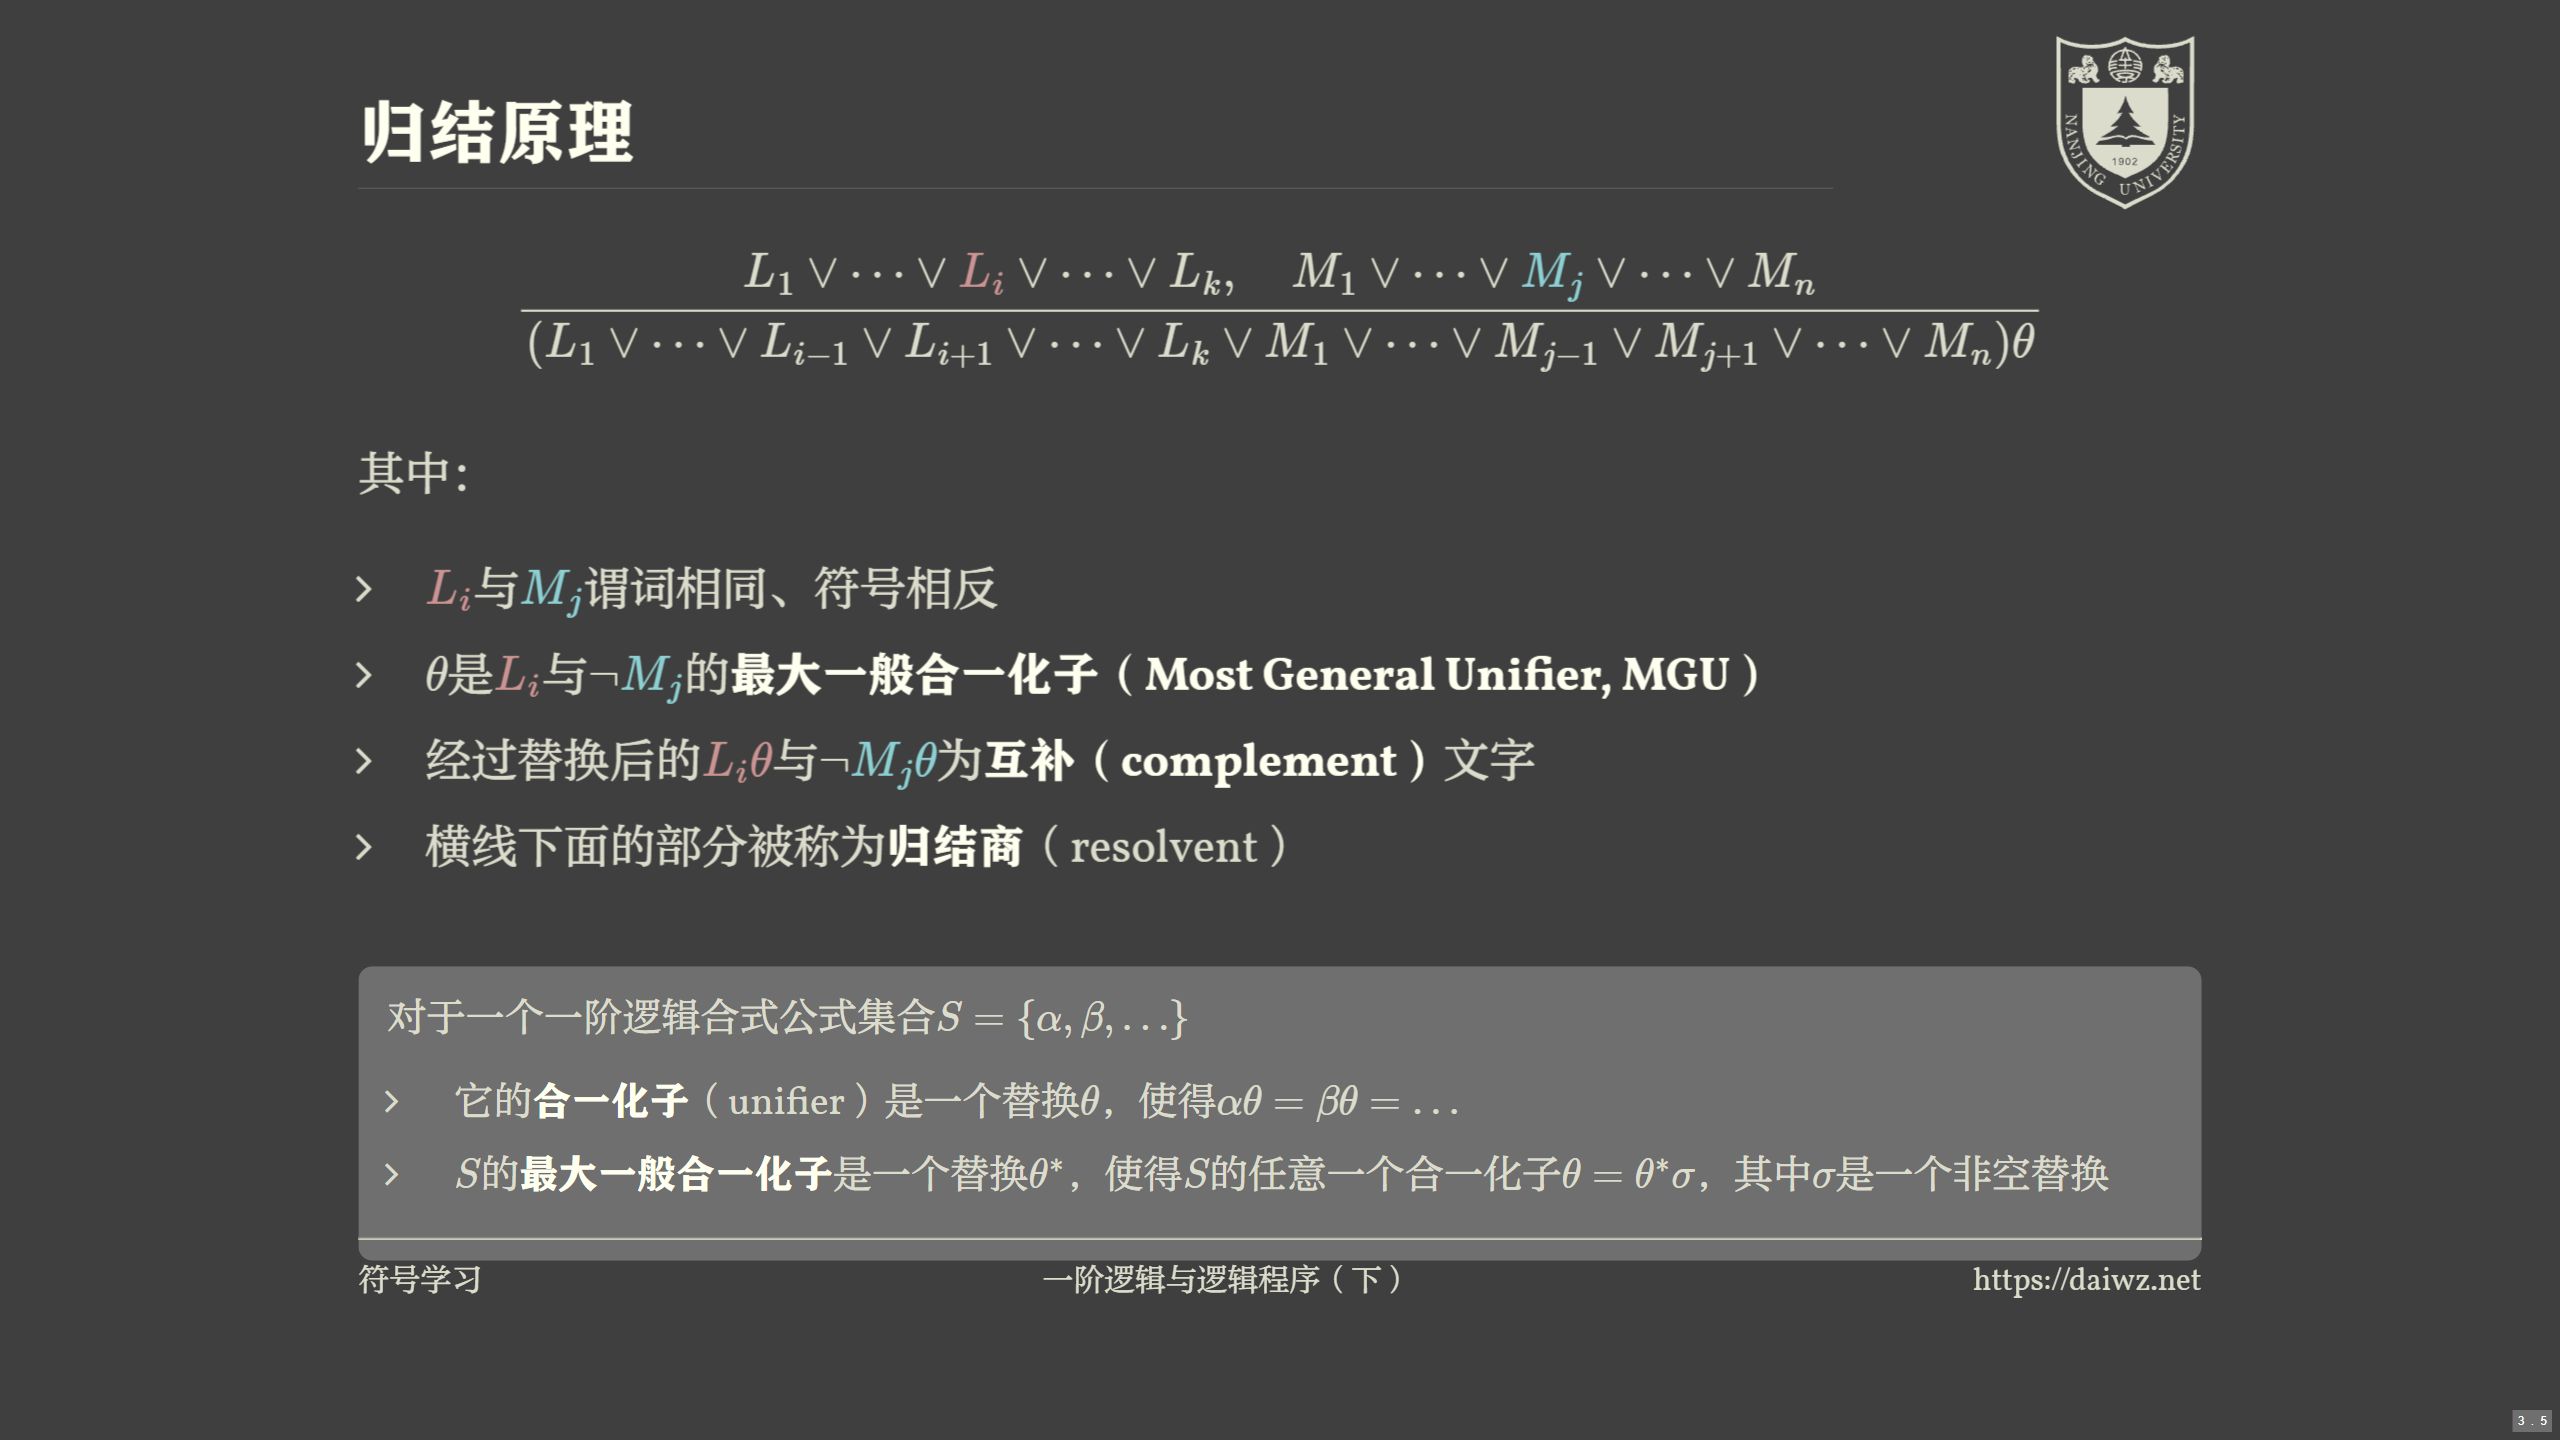 归结原理
NANJING UNIVERSITY
1902
L₁ ∨ ⋯ ∨ Lᵢ ∨ ⋯ ∨ Lₖ, M₁ ∨ ⋯ ∨ Mⱼ ∨ ⋯ ∨ Mₙ
(L₁ ∨ ⋯ ∨ Lᵢ₋₁ ∨ Lᵢ₊₁ ∨ ⋯ ∨ Lₖ ∨ M₁ ∨ ⋯ ∨ Mⱼ₋₁ ∨ Mⱼ₊₁ ∨ ⋯ ∨ Mₙ)θ
其中：
Lᵢ与Mⱼ谓词相同、符号相反
θ是Lᵢ与¬Mⱼ的最大一般合一化子（Most General Unifier, MGU）
经过替换后的Lᵢθ与¬Mⱼθ为互补（complement）文字
横线下面的部分被称为归结商（resolvent）
对于一个一阶逻辑合式公式集合S = {α, β, …}
它的合一化子（unifier）是一个替换θ，使得αθ = βθ = …
S的最大一般合一化子是一个替换θ*，使得S的任意一个合一化子θ = θ*σ，其中σ是一个非空替换
符号学习
一阶逻辑与逻辑程序（下）
https://daiwz.net
3.5